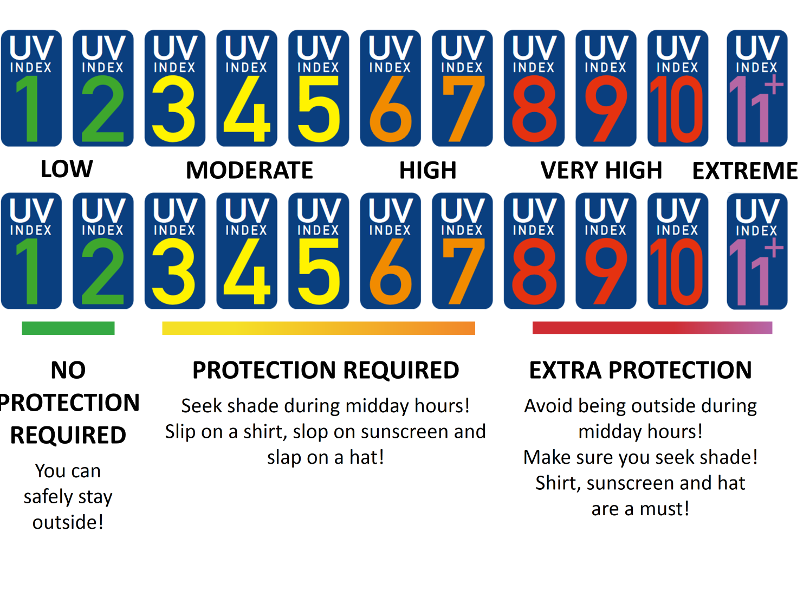 UV UV UV UV UV UV UV UV UV UV UV
INDEX INDEX INDEX INDEX INDEX INDEX INDEX INDEX INDEX INDEX INDEX
1 2 3 4 5 6 7 8 9 10 11+
LOW MODERATE HIGH VERY HIGH EXTREME
UV UV UV UV UV UV UV UV UV UV UV
INDEX INDEX INDEX INDEX INDEX INDEX INDEX INDEX INDEX INDEX INDEX
1 2 3 4 5 6 7 8 9 10 11+
NO
PROTECTION
REQUIRED
You can
safely stay
outside!
PROTECTION REQUIRED
Seek shade during midday hours!
Slip on a shirt, slop on sunscreen and
slap on a hat!
EXTRA PROTECTION
Avoid being outside during
midday hours!
Make sure you seek shade!
Shirt, sunscreen and hat
are a must!